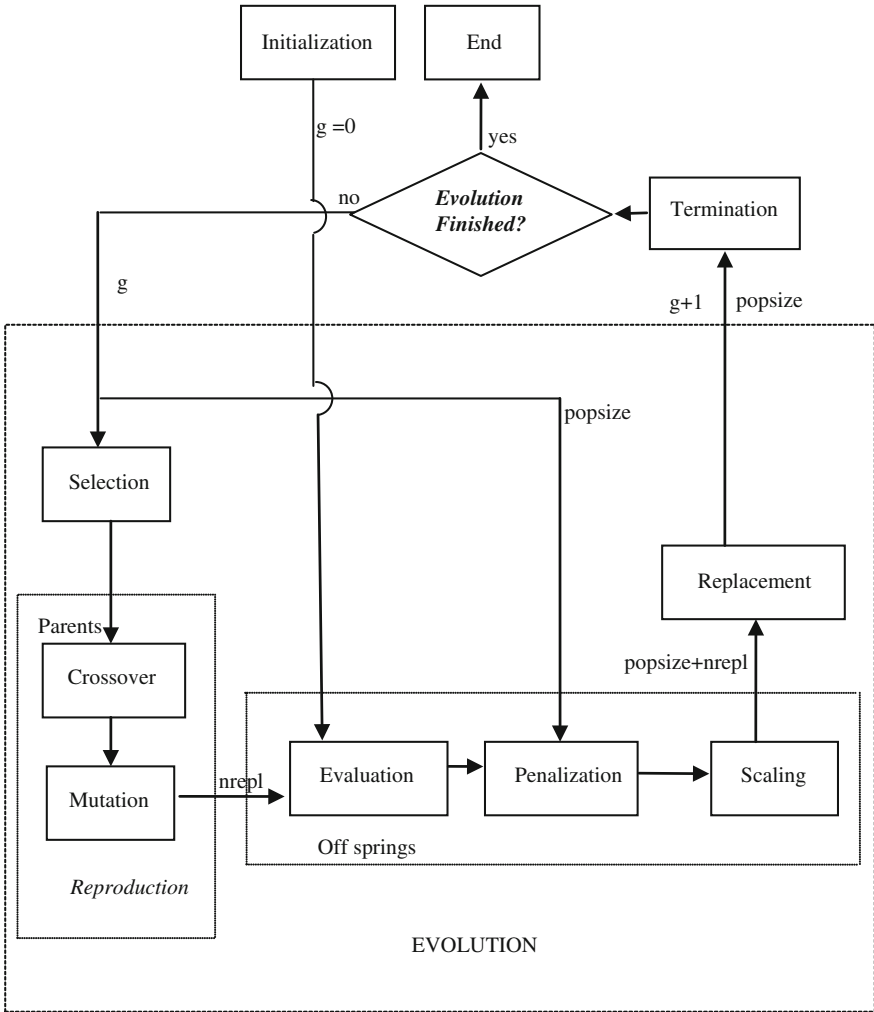 Initialization
End
g =0
yes
no
Evolution
Finished?
Termination
g
g+1
popsize
popsize
Selection
Replacement
Parents
popsize+nrepl
Crossover
Evaluation
Penalization
Scaling
nrepl
Mutation
Off springs
Reproduction
EVOLUTION